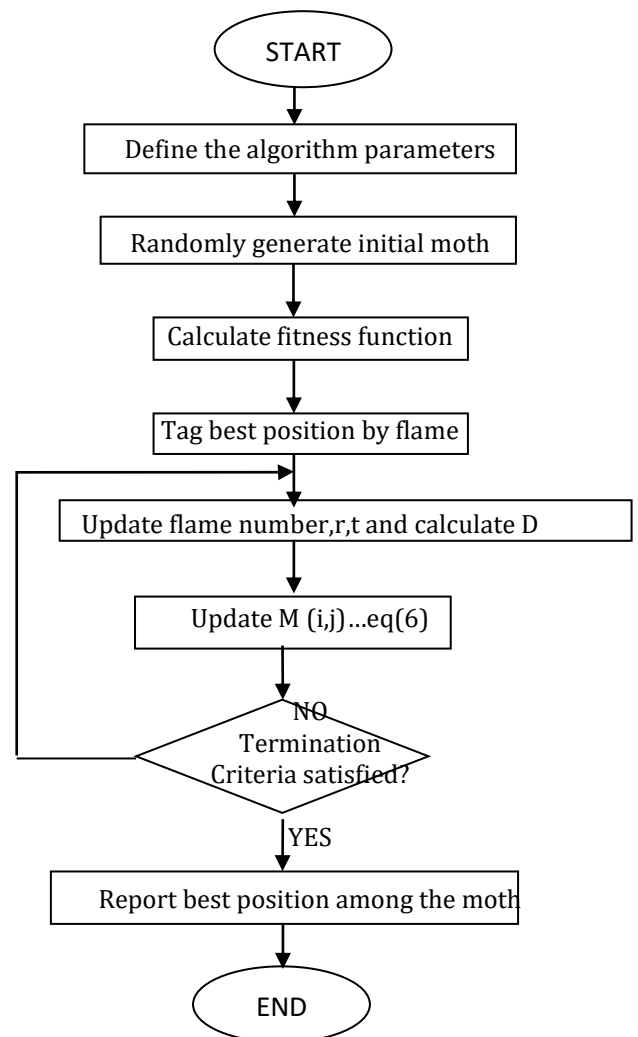 START
Define the algorithm parameters
Randomly generate initial moth
Calculate fitness function
Tag best position by flame
Update flame number,r,t and calculate D
Update M (i,j)...eq(6)
NO
Termination
Criteria satisfied?
YES
Report best position among the moth
END